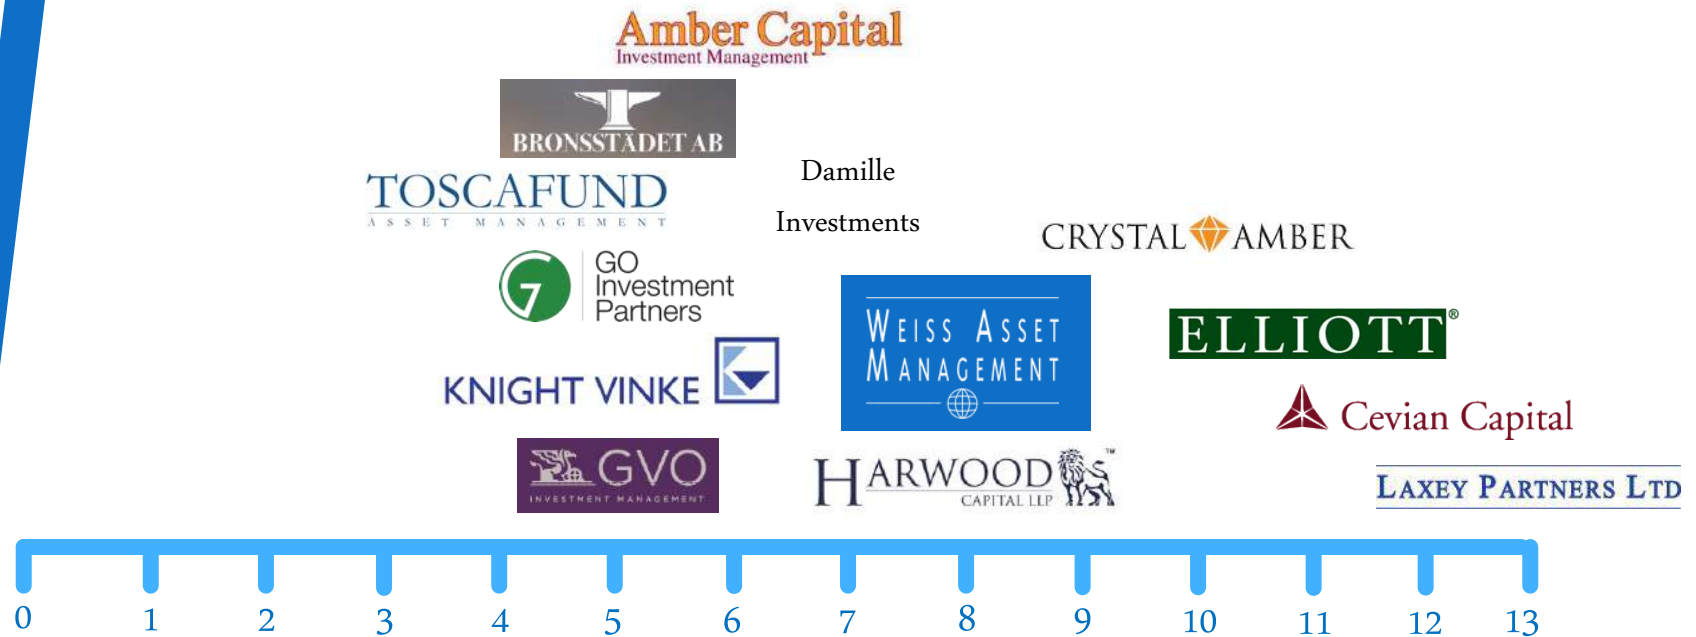 Amber Capital
Investment Management
BRONSSTÄDET AB
TOSCAFUND
ASSET MANAGEMENT
Damille
Investments
CRYSTAL AMBER
GO
Investment
Partners
WEISS ASSET
MANAGEMENT
ELLIOTT®
KNIGHT VINKE
Cevian Capital
GVO
INVESTMENT MANAGEMENT
HARWOOD™
CAPITAL LLP
LAXEY PARTNERS LTD
0 1 2 3 4 5 6 7 8 9 10 11 12 13